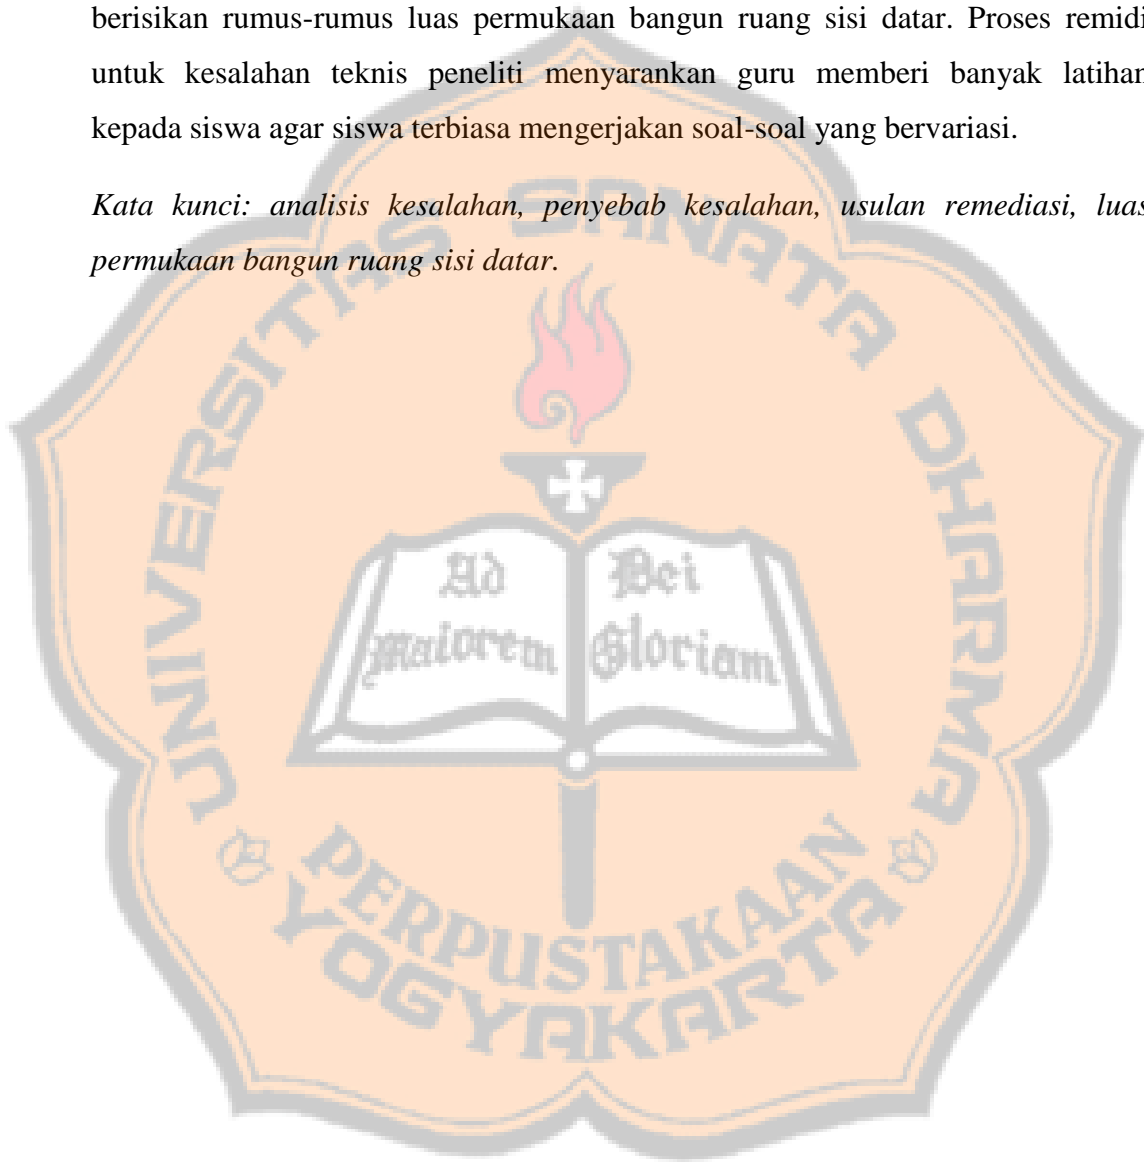 berisikan rumus-rumus luas permukaan bangun ruang sisi datar. Proses remidi
untuk kesalahan teknis peneliti menyarankan guru memberi banyak latihan
kepada siswa agar siswa terbiasa mengerjakan soal-soal yang bervariasi.
Kata kunci: analisis kesalahan, penyebab kesalahan, usulan remediasi, luas
permukaan bangun ruang sisi datar.
UNIVERSITAS SANATA DHARMA
Ad Dei
Maiorem Gloriam
PERPUSTAKAAN
YOGYAKARTA